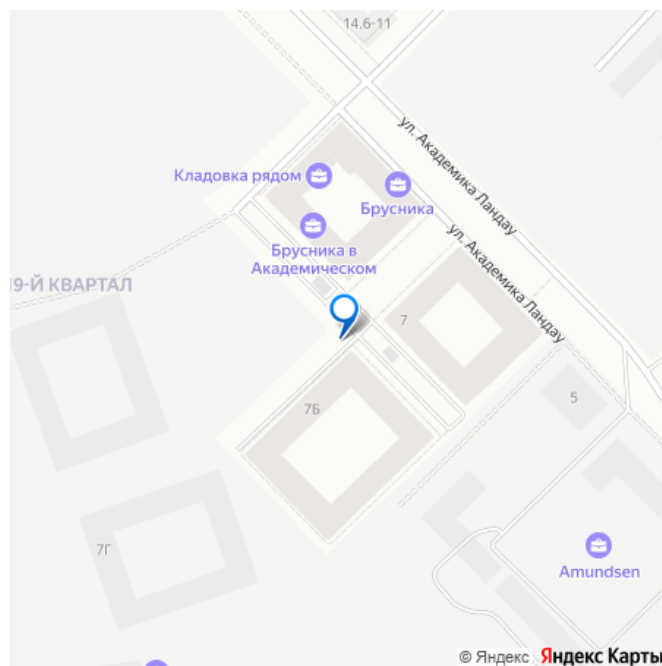 14.6-11
ул. Академика Ландау
Кладовка рядом
Брусника
ул. Академика Ландау
Брусника в
Академическом
19-Й КВАРТАЛ
7
5
7Б
7Г
Amundsen
© Яндекс Яндекс Карты